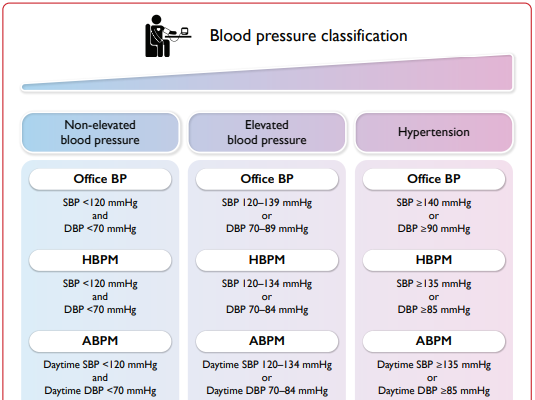 Blood pressure classification
Non-elevated
blood pressure
Elevated
blood pressure
Hypertension
Office BP
SBP <120 mmHg
and
DBP <70 mmHg
Office BP
SBP 120–139 mmHg
or
DBP 70–89 mmHg
Office BP
SBP ≥140 mmHg
or
DBP ≥90 mmHg
HBPM
SBP <120 mmHg
and
DBP <70 mmHg
HBPM
SBP 120–134 mmHg
or
DBP 70–84 mmHg
HBPM
SBP ≥135 mmHg
or
DBP ≥85 mmHg
ABPM
Daytime SBP <120 mmHg
and
Daytime DBP <70 mmHg
ABPM
Daytime SBP 120–134 mmHg
or
Daytime DBP 70–84 mmHg
ABPM
Daytime SBP ≥135 mmHg
or
Daytime DBP ≥85 mmHg